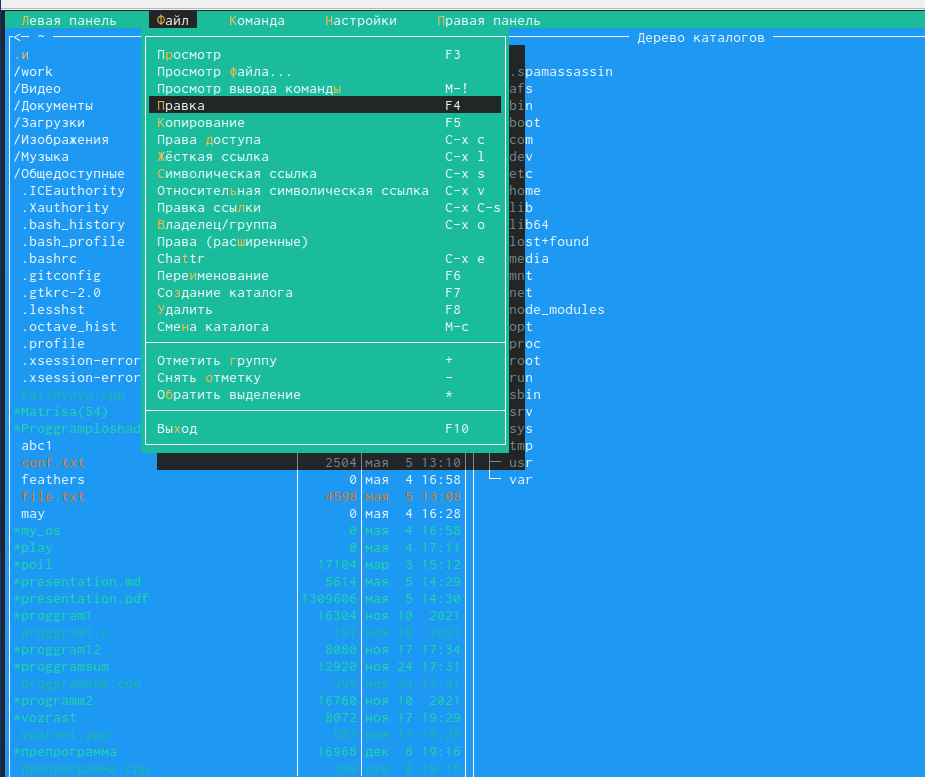 Левая панель Файл Команда Настройки Правая панель
<─ ~ Дерево каталогов
.и
Просмотр F3
/work Просмотр файла... .spamassassin
/Видео Просмотр вывода команды M-! afs
/Документы Правка F4 bin
/Загрузки Копирование F5 boot
/Изображения Права доступа C-x c com
/Музыка Жёсткая ссылка C-x l dev
/Общедоступные Символическая ссылка C-x s etc
.ICEauthority Относительная символическая ссылка C-x v home
.Xauthority Правка ссылки C-x C-s lib
.bash_history Владелец/группа C-x o lib64
.bash_profile Права (расширенные) lost+found
.bashrc Chattr C-x e media
.gitconfig Переименование F6 mnt
.gtkrc-2.0 Создание каталога F7 net
.lesshst Удалить F8 node_modules
.octave_hist Смена каталога M-c opt
.profile proc
.xsession-error Отметить группу + root
.xsession-error Снять отметку - run
Failovaya.cpp Обратить выделение * sbin
*Matrisa(54) srv
*Proggramploshad Выход F10 sys
abc1 tmp
conf.txt 2504 мая 5 13:10 usr
feathers 0 мая 4 16:58 var
file.txt 4598 мая 5 13:08
may 0 мая 4 16:28
*my_os 0 мая 4 16:58
*play 0 мая 4 17:11
*poil 17104 мар 3 15:12
*presentation.md 5614 мая 5 14:29
*presentation.pdf 1309606 мая 5 14:30
*proggram1 16304 ноя 10 2021
proggram1.c 197 ноя 10 2021
*proggram12 8080 ноя 17 17:34
*proggramsum 12920 ноя 24 17:31
proggramsum.cpp 259 ноя 24 17:31
*programm2 16760 ноя 10 2021
*vozrast 8072 ноя 17 19:29
vozrast.cpp 507 ноя 17 19:29
*препрограмма 16968 дек 8 19:16
препрограмма.cpp 399 дек 8 19:15